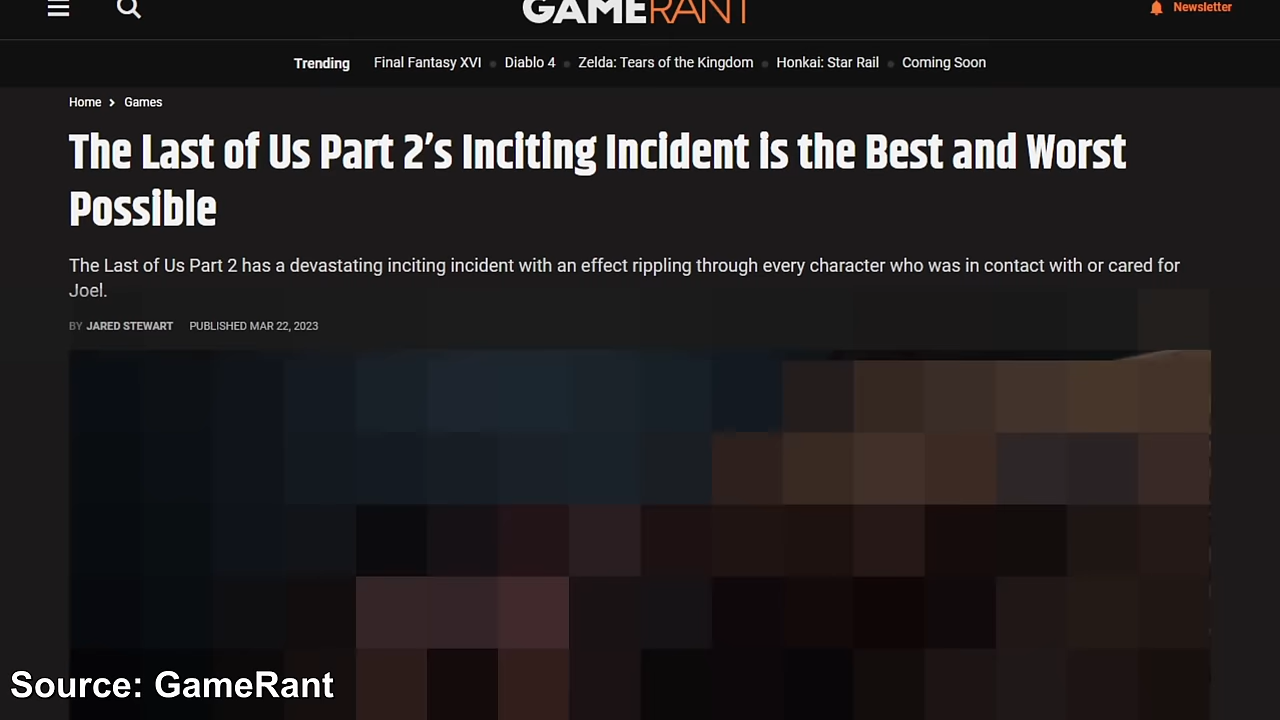 GAMERANT
Newsletter
Trending Final Fantasy XVI Diablo 4 Zelda: Tears of the Kingdom Honkai: Star Rail Coming Soon
Home > Games
The Last of Us Part 2’s Inciting Incident is the Best and Worst
Possible
The Last of Us Part 2 has a devastating inciting incident with an effect rippling through every character who was in contact with or cared for
Joel.
BY JARED STEWART PUBLISHED MAR 22, 2023
Source: GameRant